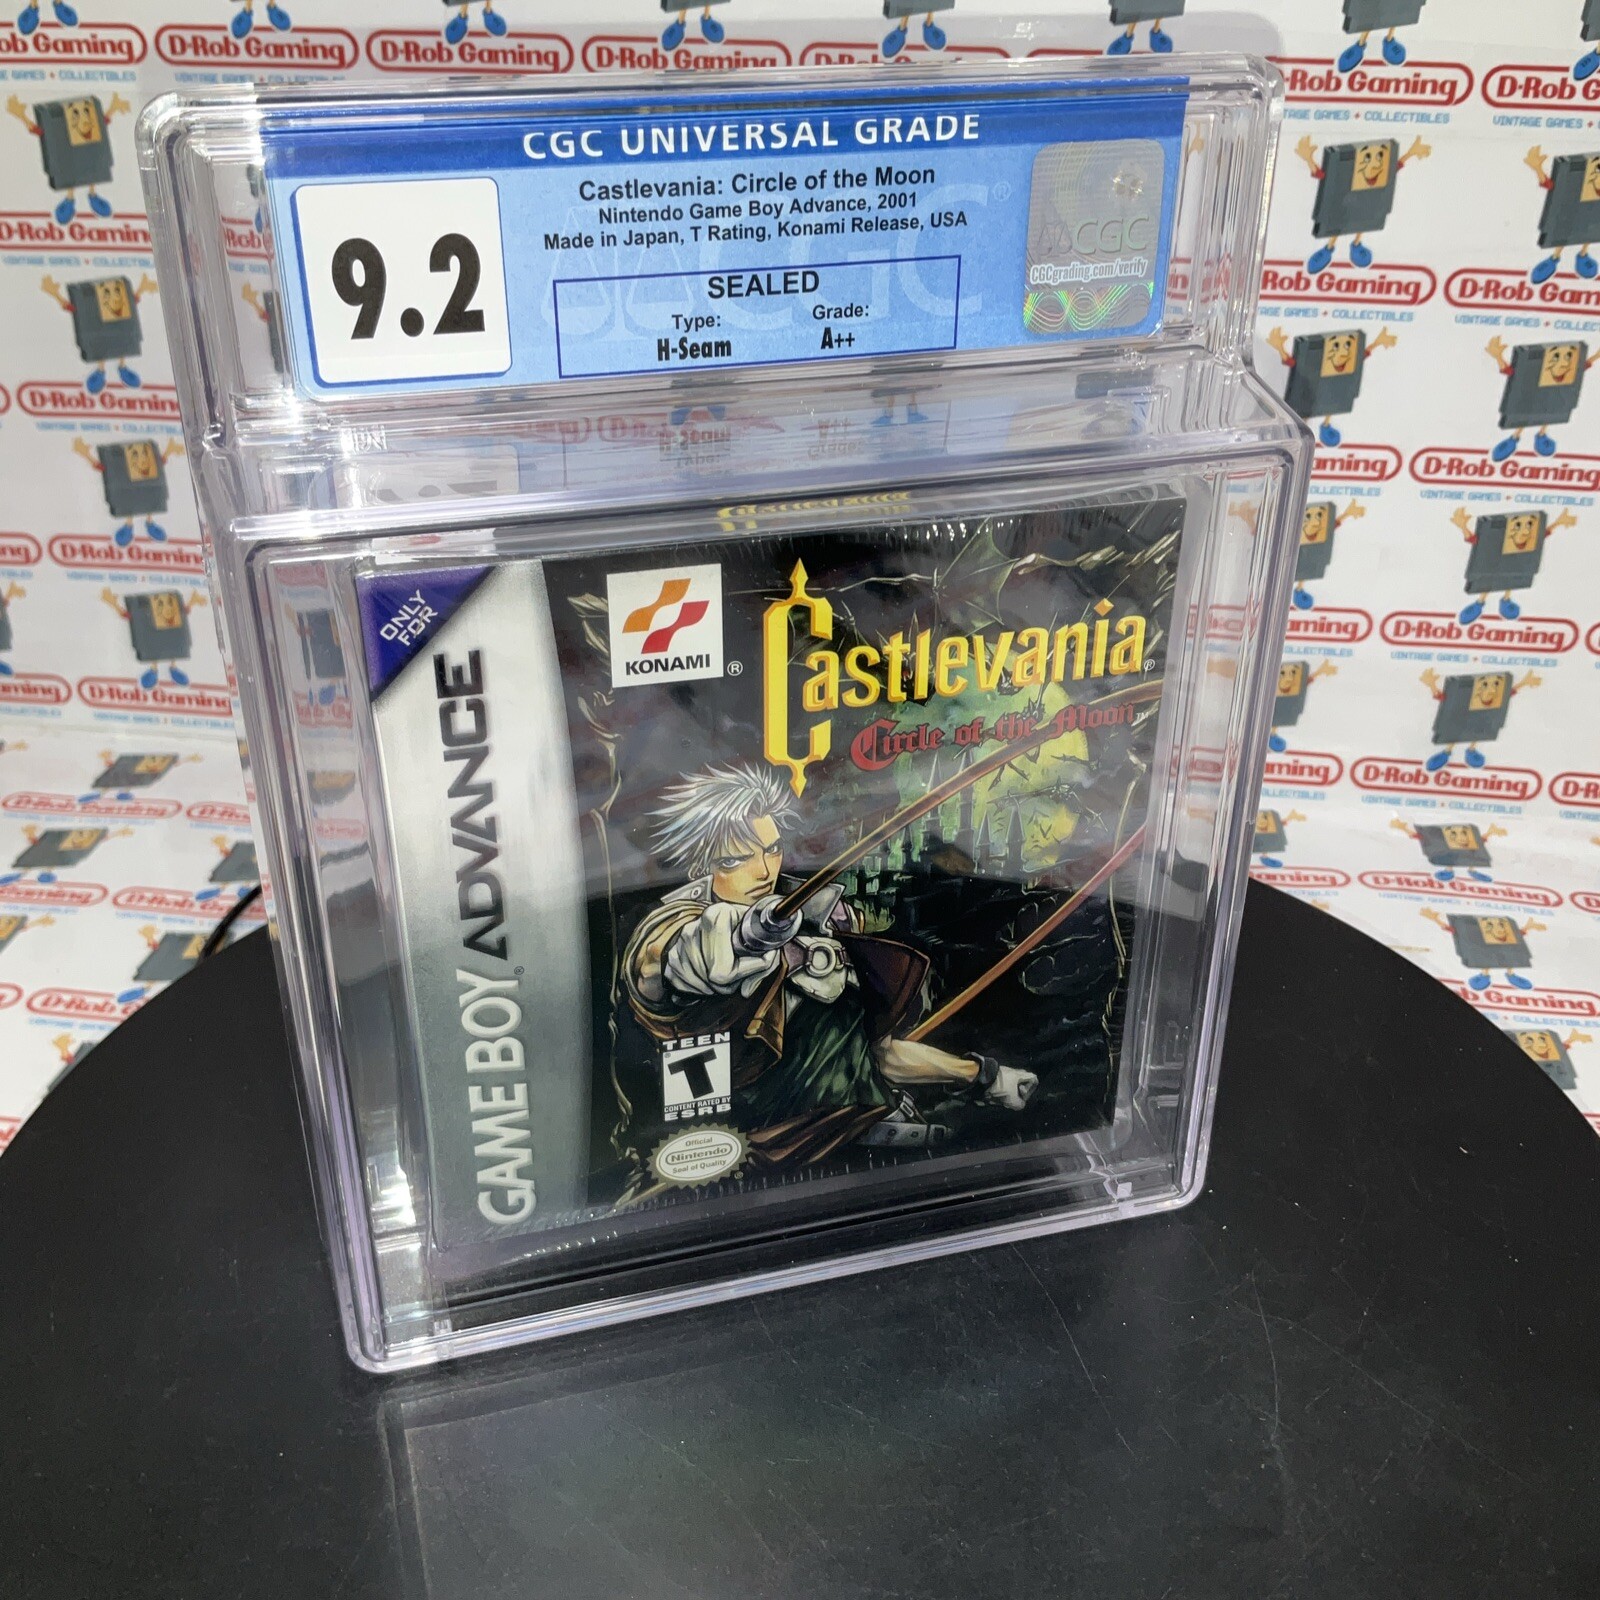 D-Rob Gaming
VINTAGE GAMES + COLLECTIBLES
CGC UNIVERSAL GRADE
9.2
Castlevania: Circle of the Moon
Nintendo Game Boy Advance, 2001
Made in Japan, T Rating, Konami Release, USA
SEALED
Type:
Grade:
H-Seam
A++
CGC
CGCgrading.com/verify
ONLY
FOR
GAME BOY ADVANCE
KONAMI ®
Castlevania®
Circle of the Moon™
TEEN
T
CONTENT RATED BY
ESRB
Official
Nintendo
Seal of Quality